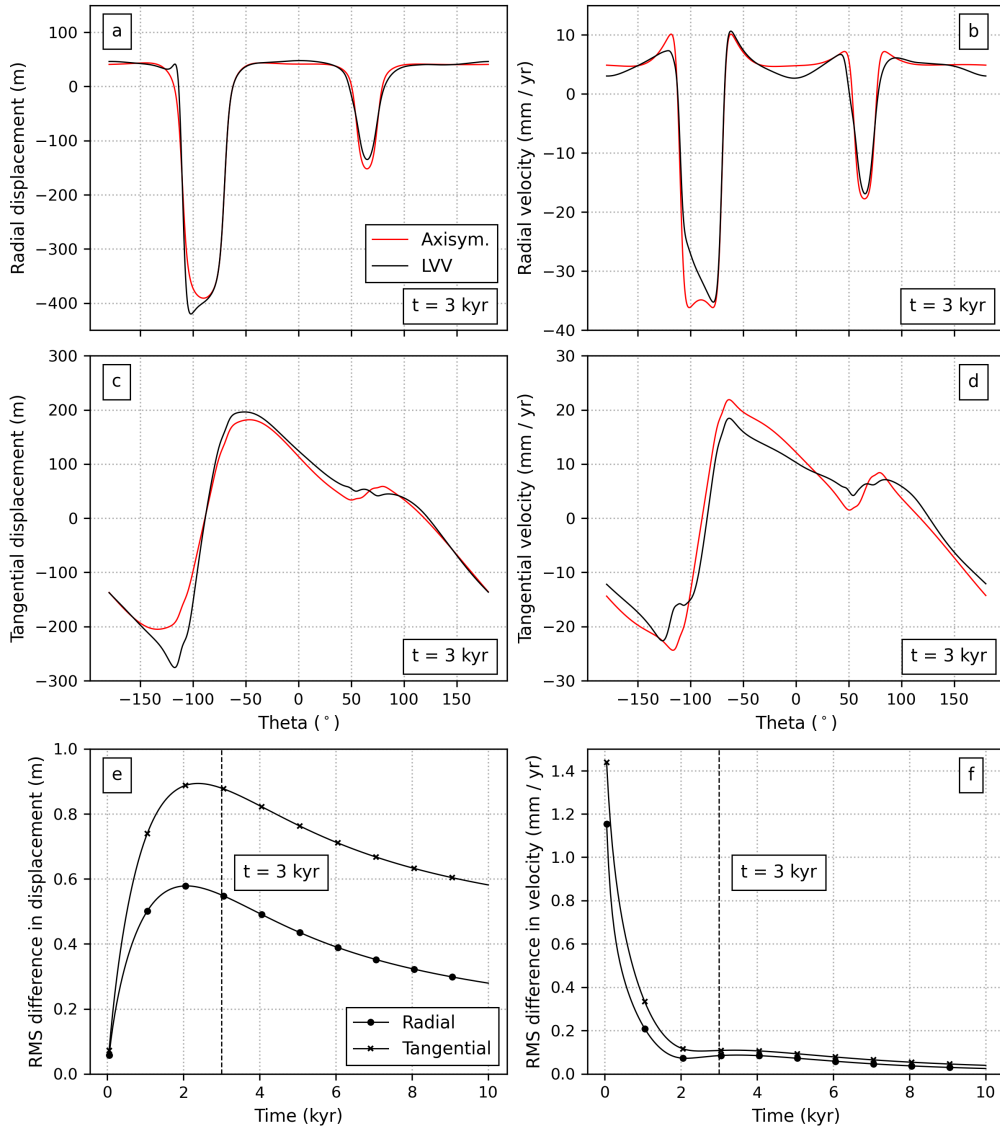 a
Radial displacement (m)
100
0
−100
−200
−300
−400
Axisym.
LVV
t = 3 kyr
b
Radial velocity (mm / yr)
10
0
−10
−20
−30
−40
t = 3 kyr
c
Tangential displacement (m)
300
200
100
0
−100
−200
−300
t = 3 kyr
−150 −100 −50 0 50 100 150
Theta (°)
d
Tangential velocity (mm / yr)
30
20
10
0
−10
−20
−30
t = 3 kyr
−150 −100 −50 0 50 100 150
Theta (°)
e
RMS difference in displacement (m)
1.0
0.8
0.6
0.4
0.2
0.0
t = 3 kyr
Radial
Tangential
0 2 4 6 8 10
Time (kyr)
f
RMS difference in velocity (mm / yr)
1.4
1.2
1.0
0.8
0.6
0.4
0.2
0.0
t = 3 kyr
0 2 4 6 8 10
Time (kyr)